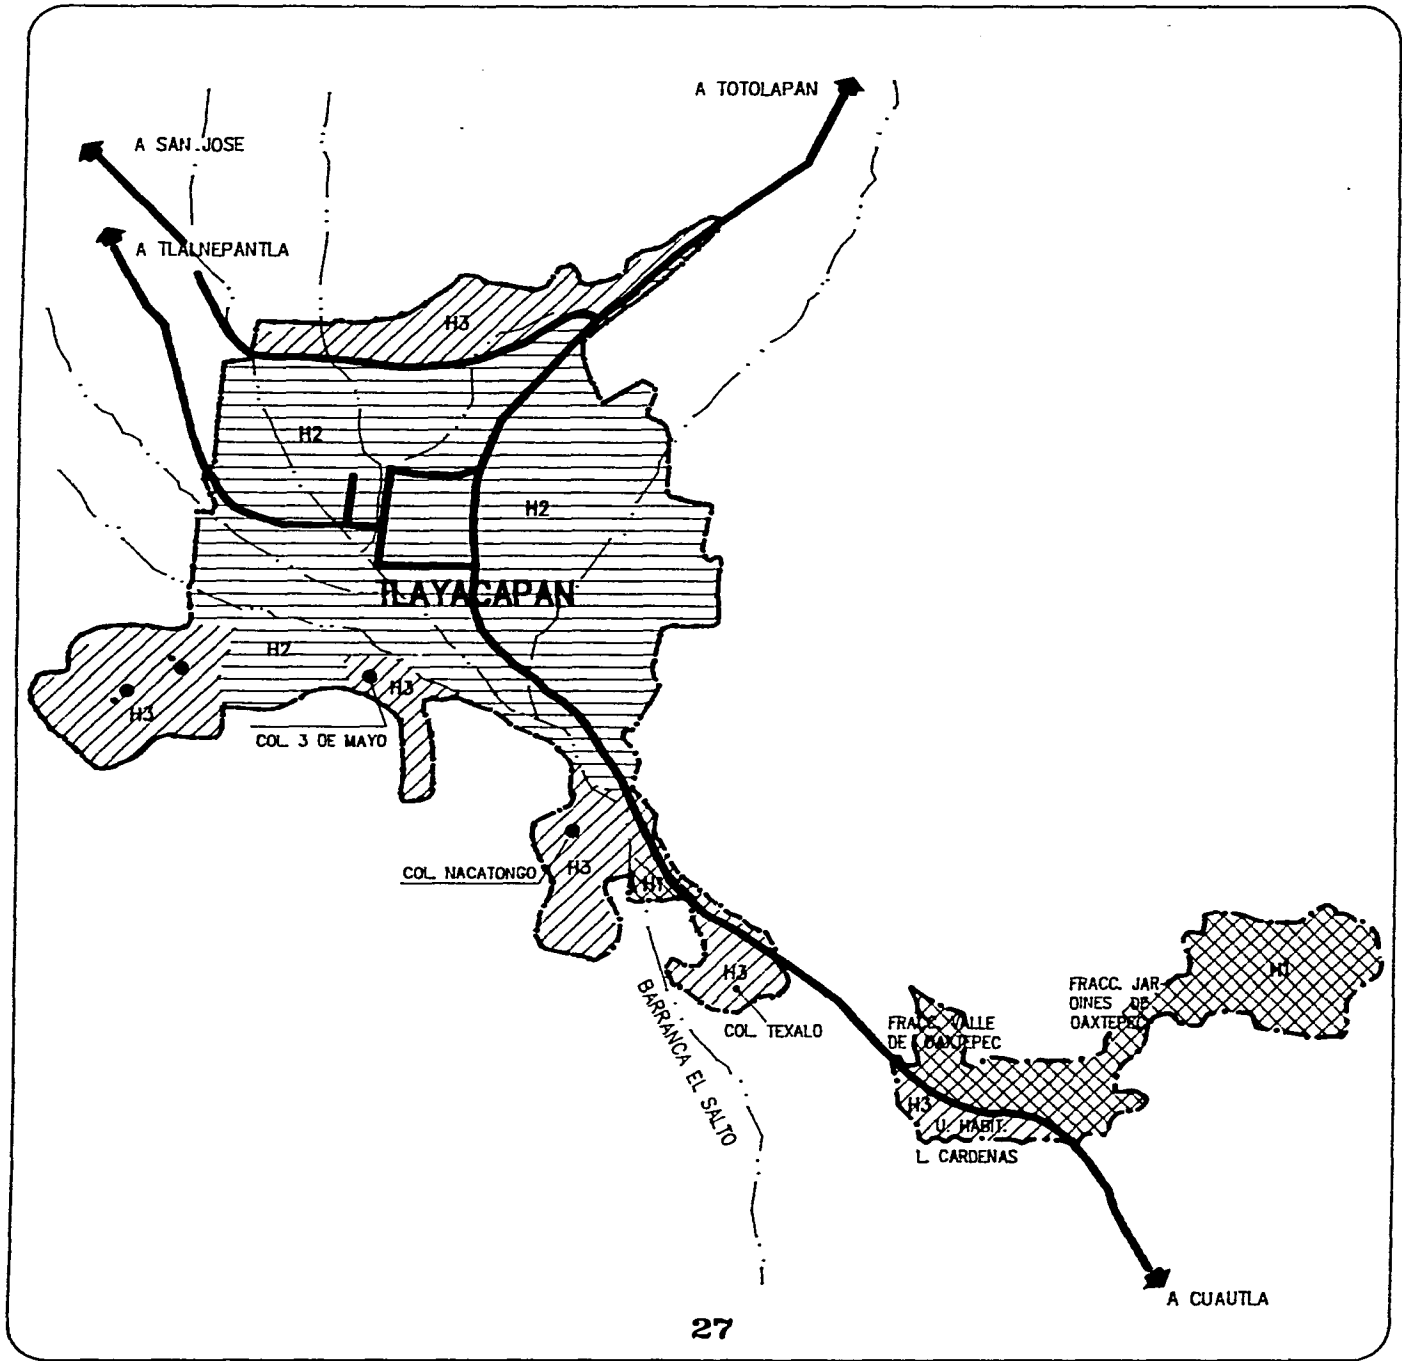 A TOTOLAPAN
A SAN JOSE
A TLALNEPANTLA
H3
H2
H2
TLAYACAPAN
H2
H3
H3
COL. 3 DE MAYO
COL. NACATONGO
H3
H1
H3
COL. TEXALO
BARRANCA EL SALTO
FRACC. VALLE
DE OAXTEPEC
FRACC. JAR-
DINES DE
OAXTEPEC
H1
H3
U. HABIT.
L. CARDENAS
A CUAUTLA
27